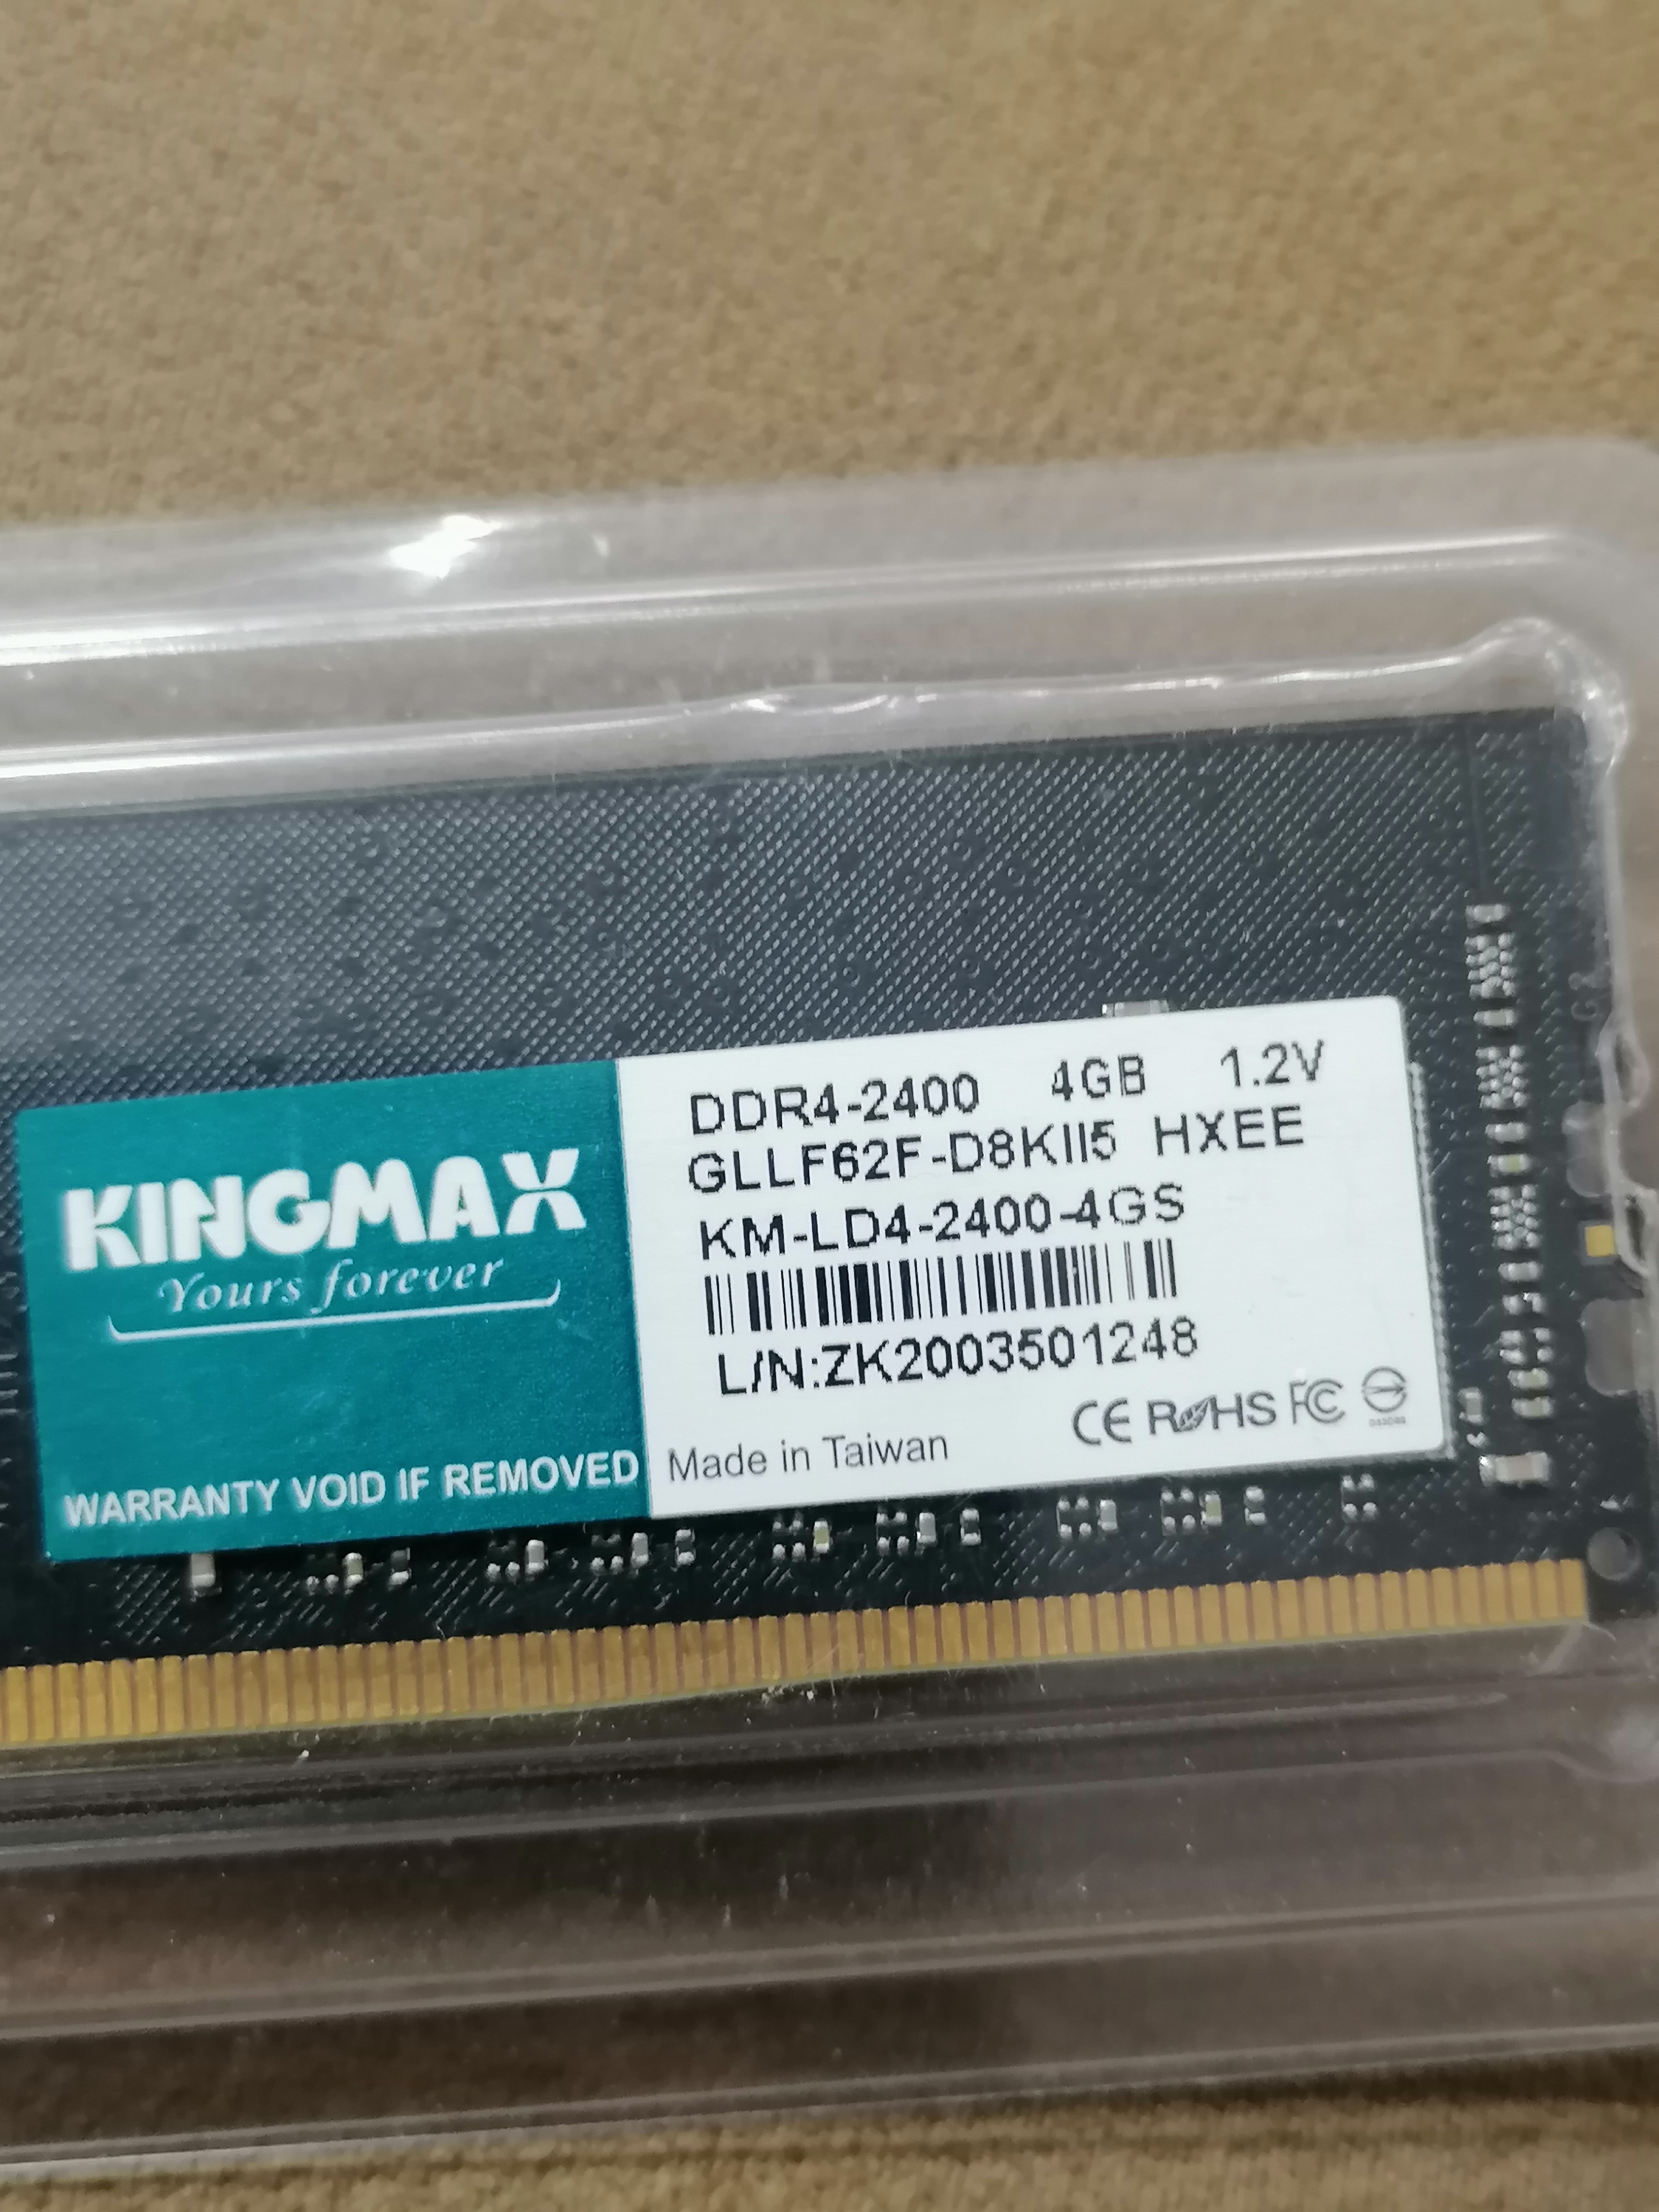 KINGMAX
Yours forever
WARRANTY VOID IF REMOVED
DDR4-2400 4GB 1.2V
GLLF62F-D8KII5 HXEE
KM-LD4-2400-4GS
L/N:ZK2003501248
Made in Taiwan
CE RoHS FC